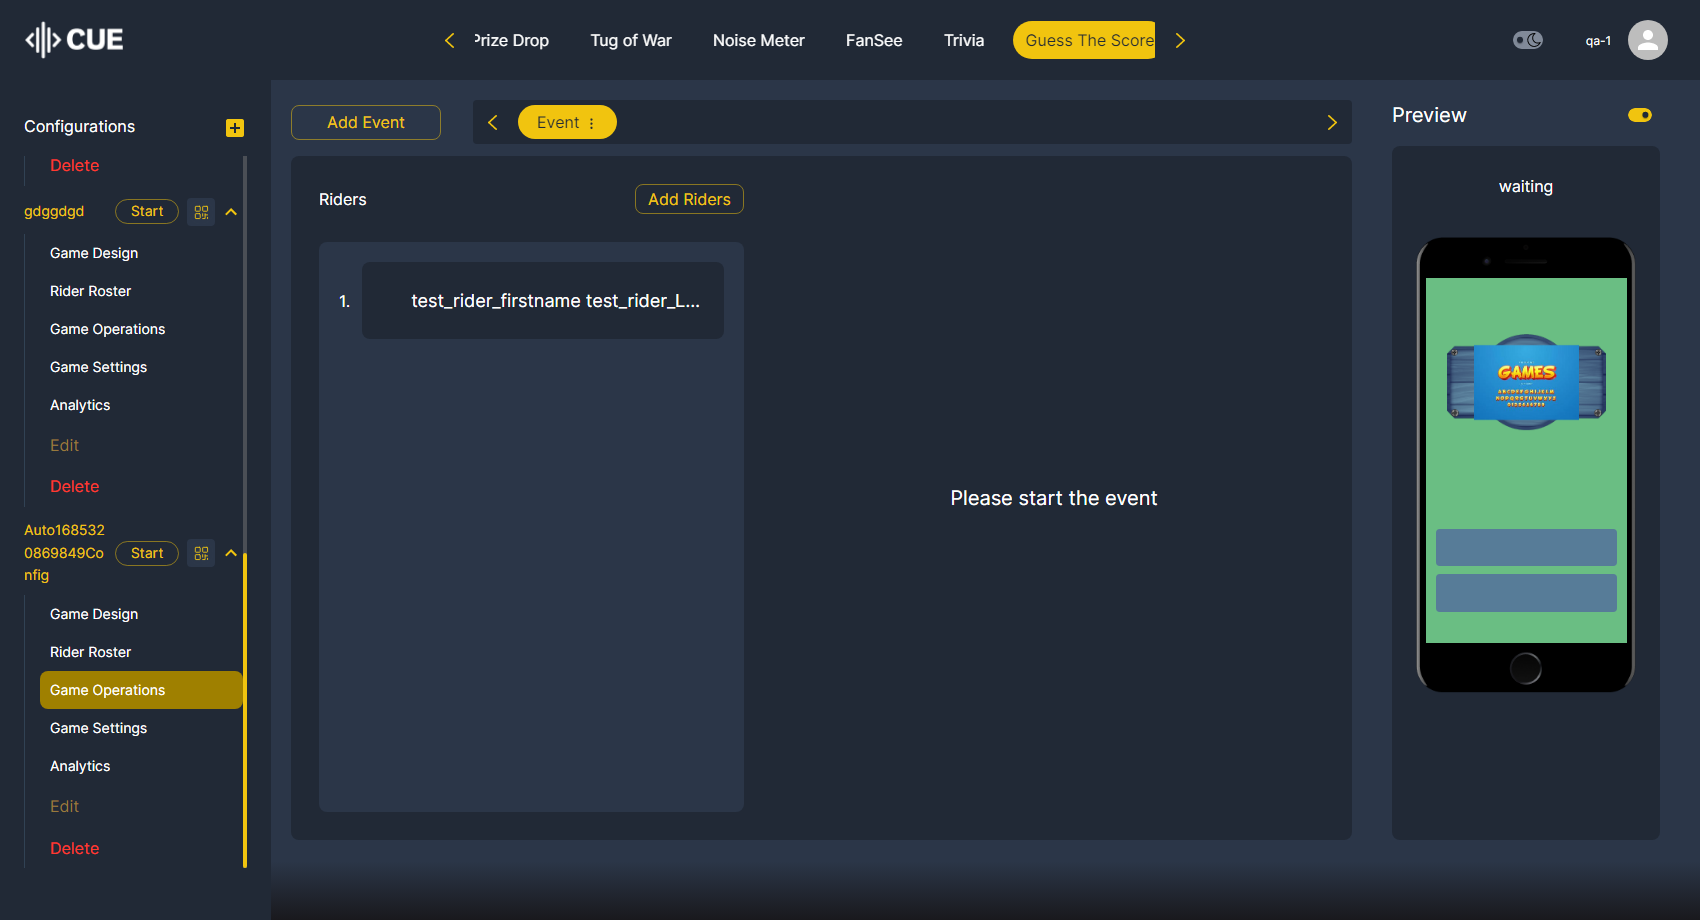 CUE
Prize Drop
Tug of War
Noise Meter
FanSee
Trivia
Guess The Score
qa-1
Configurations
Delete
gdggdgd
Start
Game Design
Rider Roster
Game Operations
Game Settings
Analytics
Edit
Delete
Auto168532
0869849Co
nfig
Start
Game Design
Rider Roster
Game Operations
Game Settings
Analytics
Edit
Delete
Add Event
Event
Riders
Add Riders
1.
test_rider_firstname test_rider_L...
Please start the event
Preview
waiting
GAMES